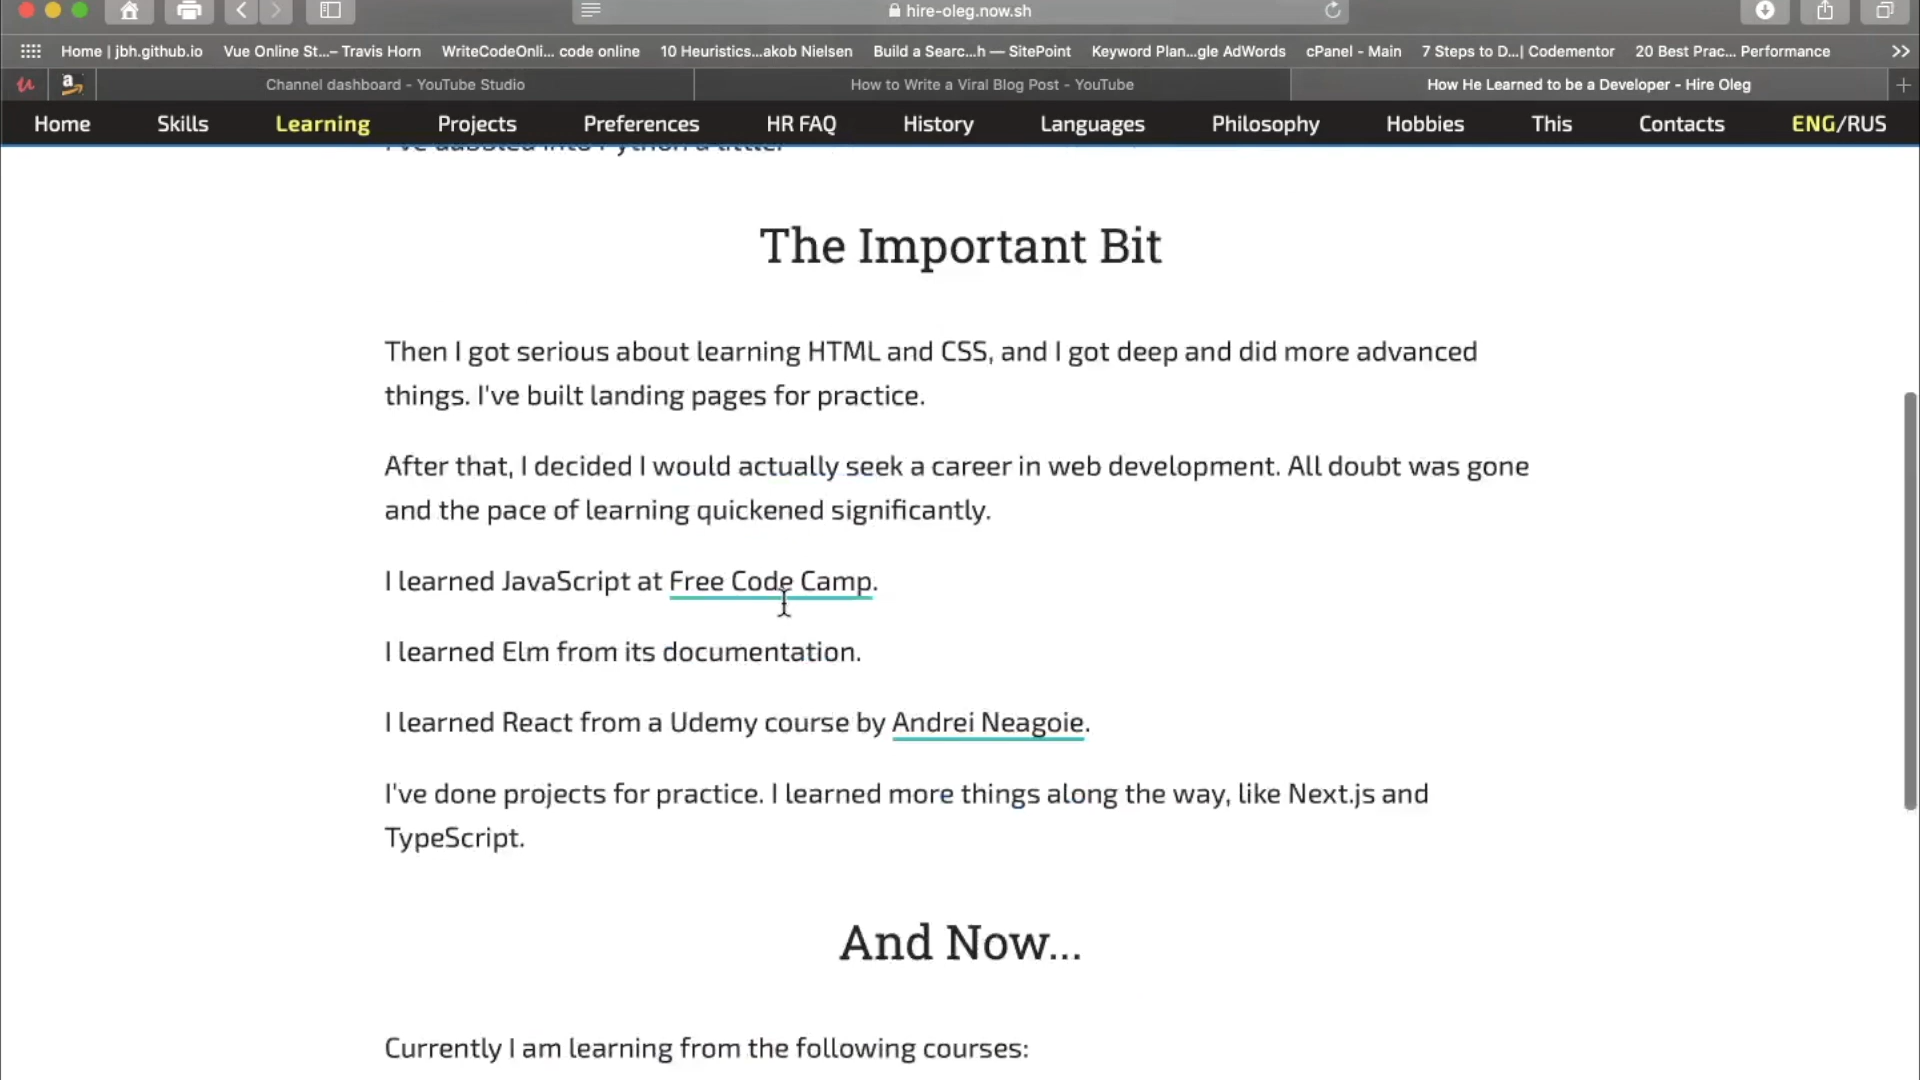 hire-oleg.now.sh
Home | jbh.github.io Vue Online St...– Travis Horn WriteCodeOnli... code online 10 Heuristics...akob Nielsen Build a Searc...h — SitePoint Keyword Plan...gle AdWords cPanel - Main 7 Steps to D...| Codementor 20 Best Prac... Performance
a Channel dashboard - YouTube Studio How to Write a Viral Blog Post - YouTube How He Learned to be a Developer - Hire Oleg
Home Skills Learning Projects Preferences HR FAQ History Languages Philosophy Hobbies This Contacts ENG/RUS
I've dabbled into Python a little.
The Important Bit
Then I got serious about learning HTML and CSS, and I got deep and did more advanced
things. I've built landing pages for practice.
After that, I decided I would actually seek a career in web development. All doubt was gone
and the pace of learning quickened significantly.
I learned JavaScript at Free Code Camp.
I learned Elm from its documentation.
I learned React from a Udemy course by Andrei Neagoie.
I've done projects for practice. I learned more things along the way, like Next.js and
TypeScript.
And Now...
Currently I am learning from the following courses: